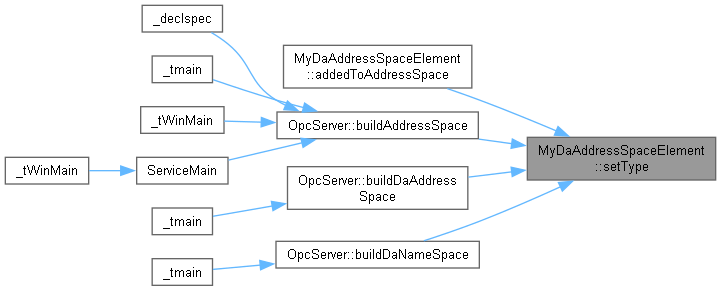 _declspec
_tmain
MyDaAddressSpaceElement
::addedToAddressSpace
_tWinMain
OpcServer::buildAddressSpace
MyDaAddressSpaceElement
::setType
_tWinMain
ServiceMain
OpcServer::buildDaAddress
Space
_tmain
OpcServer::buildDaNameSpace
_tmain